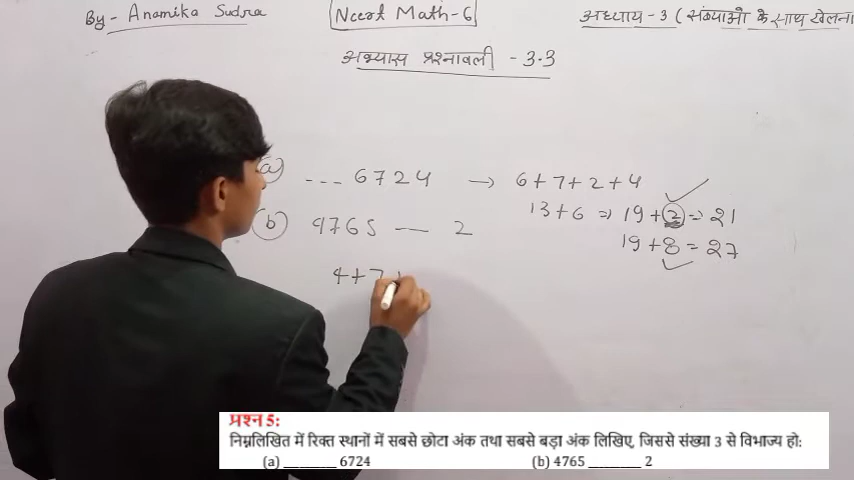 By- Anamika Sudra
Ncert Math-6
अध्याय - 3 ( संख्याओ के साथ खेलना
अभ्यास प्रश्नावली - 3.3
(a) --- 6724 → 6+7+2+4
13+6 ⇒ 19+2 ⇒ 21
19+8=27
(b) 4765 — 2
4+7+
प्रश्न 5:
निम्नलिखित में रिक्त स्थानों में सबसे छोटा अंक तथा सबसे बड़ा अंक लिखिए, जिससे संख्या 3 से विभाज्य हो:
(a) ________ 6724 (b) 4765 ________ 2